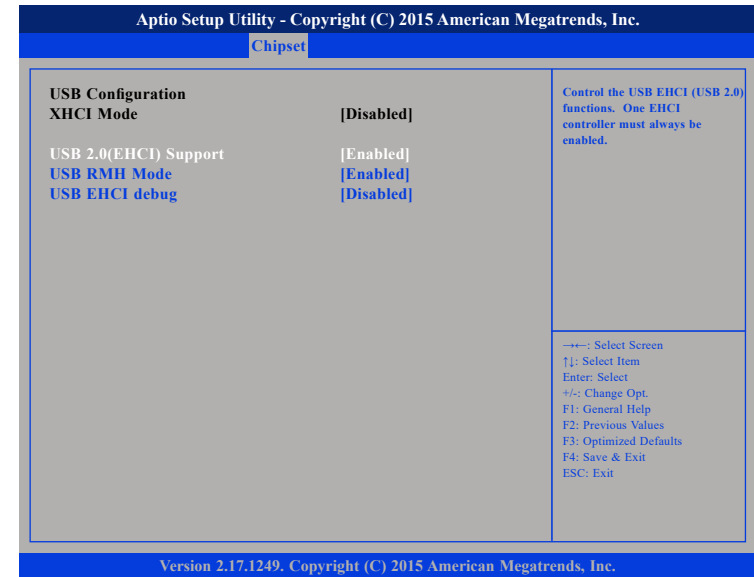 Aptio Setup Utility - Copyright (C) 2015 American Megatrends, Inc.
Chipset
USB Configuration
XHCI Mode [Disabled]
USB 2.0(EHCI) Support [Enabled]
USB RMH Mode [Enabled]
USB EHCI debug [Disabled]
Control the USB EHCI (USB 2.0)
functions. One EHCI
controller must always be
enabled.
→←: Select Screen
↑↓: Select Item
Enter: Select
+/-: Change Opt.
F1: General Help
F2: Previous Values
F3: Optimized Defaults
F4: Save & Exit
ESC: Exit
Version 2.17.1249. Copyright (C) 2015 American Megatrends, Inc.